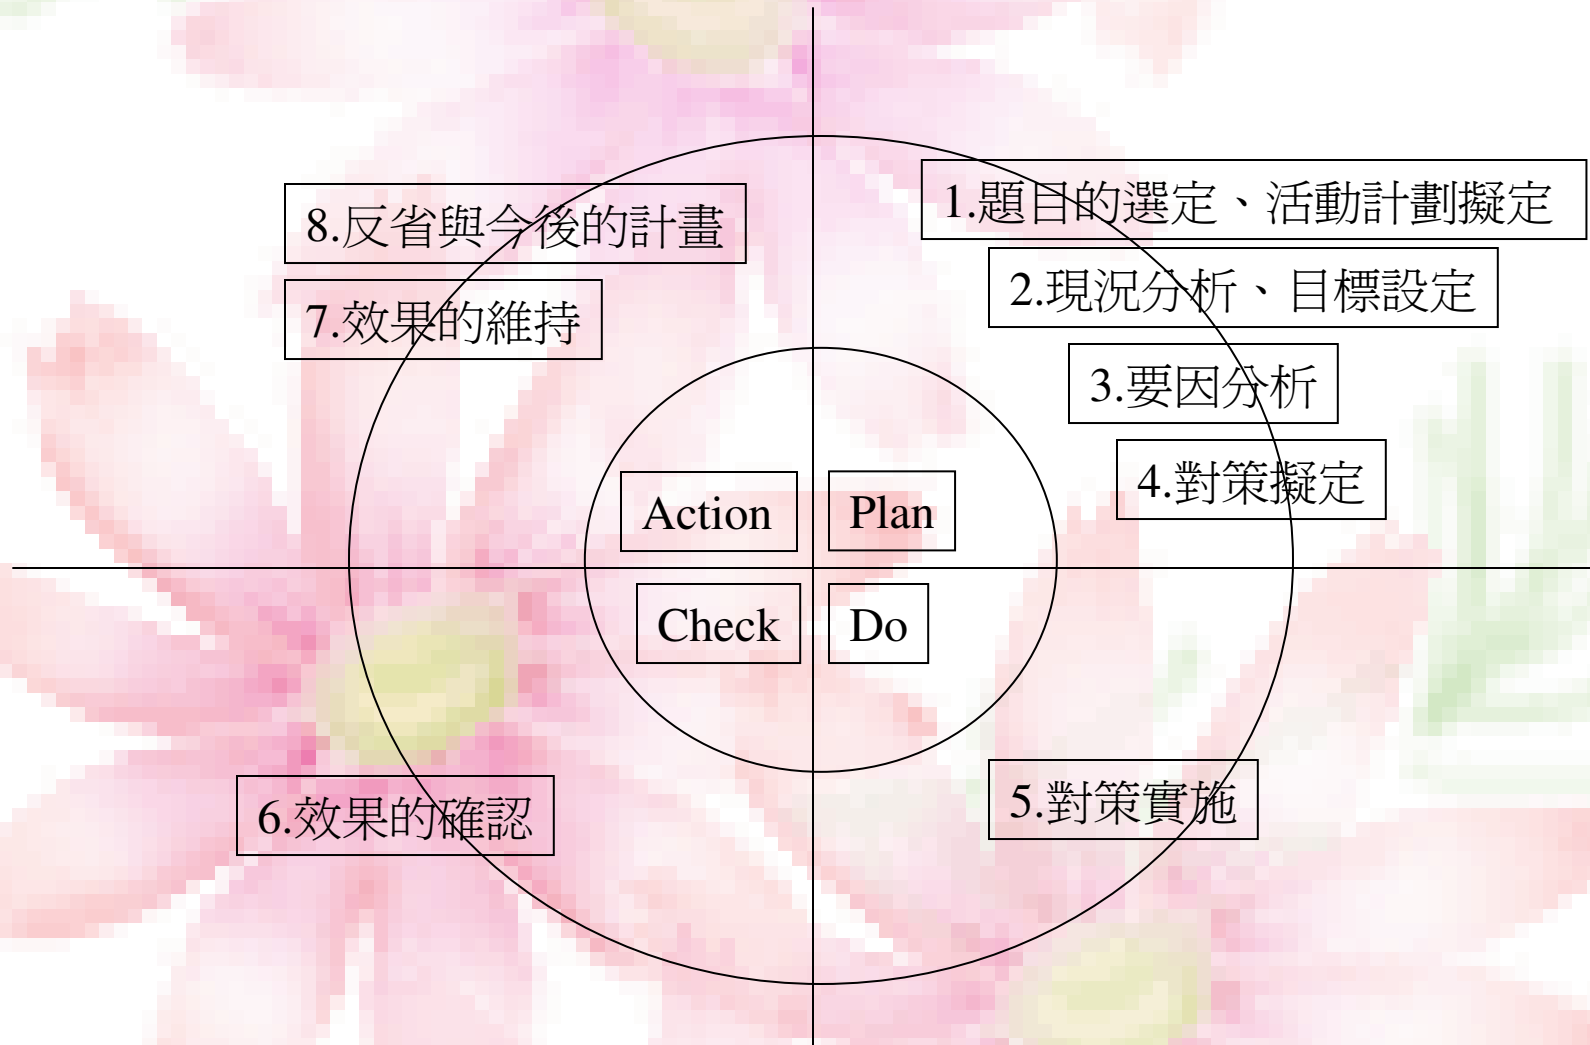 8.反省與今後的計畫
1.題目的選定、活動計劃擬定
7.效果的維持
2.現況分析、目標設定
3.要因分析
4.對策擬定
Action
Plan
Check
Do
6.效果的確認
5.對策實施